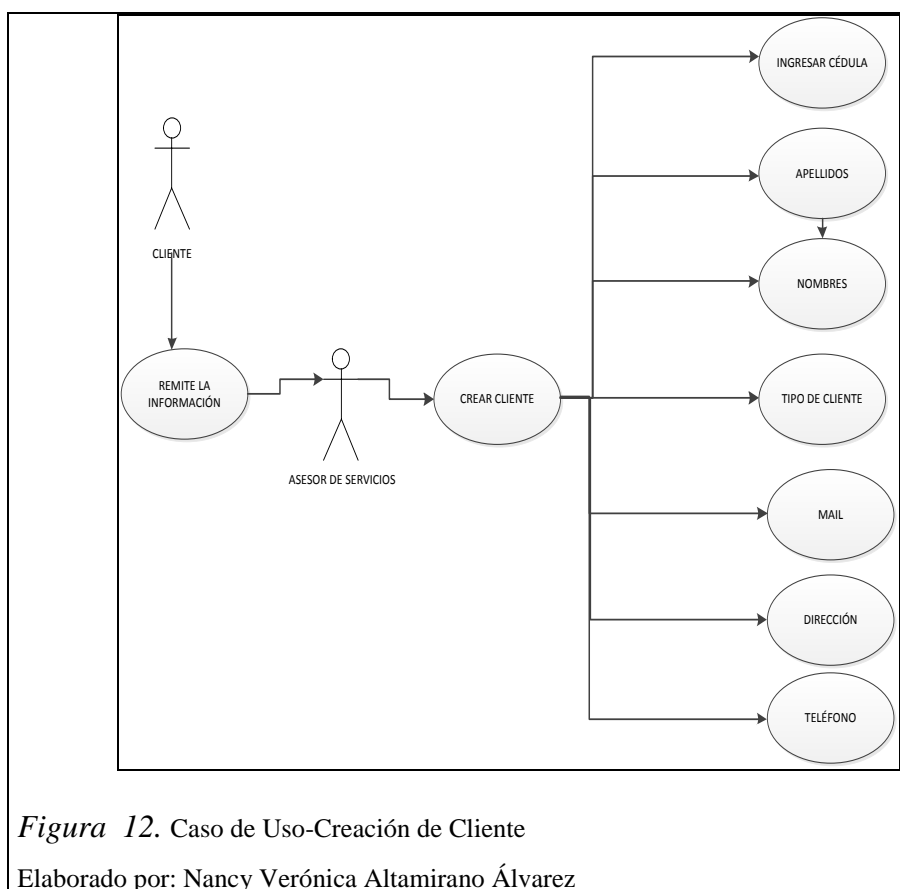 INGRESAR CÉDULA
APELLIDOS
CLIENTE
NOMBRES
REMITE LA
INFORMACIÓN
CREAR CLIENTE
TIPO DE CLIENTE
ASESOR DE SERVICIOS
MAIL
DIRECCIÓN
TELÉFONO
Figura 12. Caso de Uso-Creación de Cliente
Elaborado por: Nancy Verónica Altamirano Álvarez